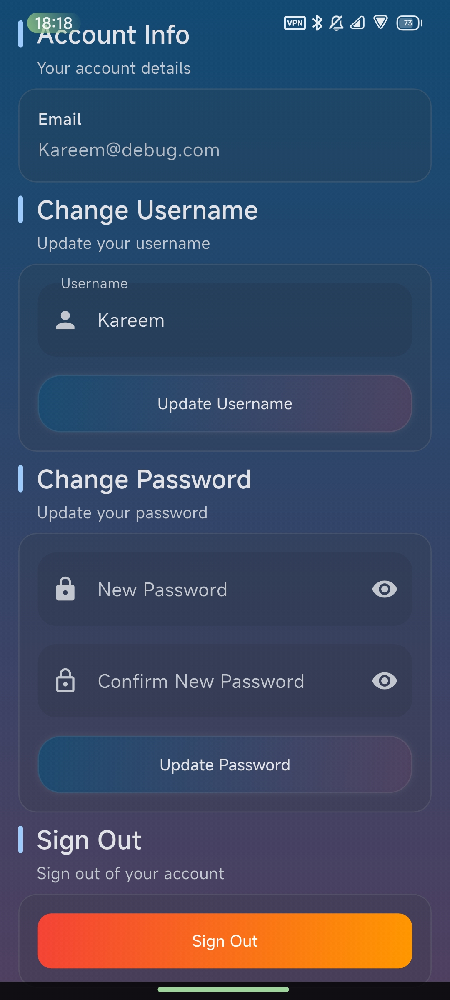 18:18
VPN
73
Account Info
Your account details
Email
Kareem@debug.com
Change Username
Update your username
Username
Kareem
Update Username
Change Password
Update your password
New Password
Confirm New Password
Update Password
Sign Out
Sign out of your account
Sign Out